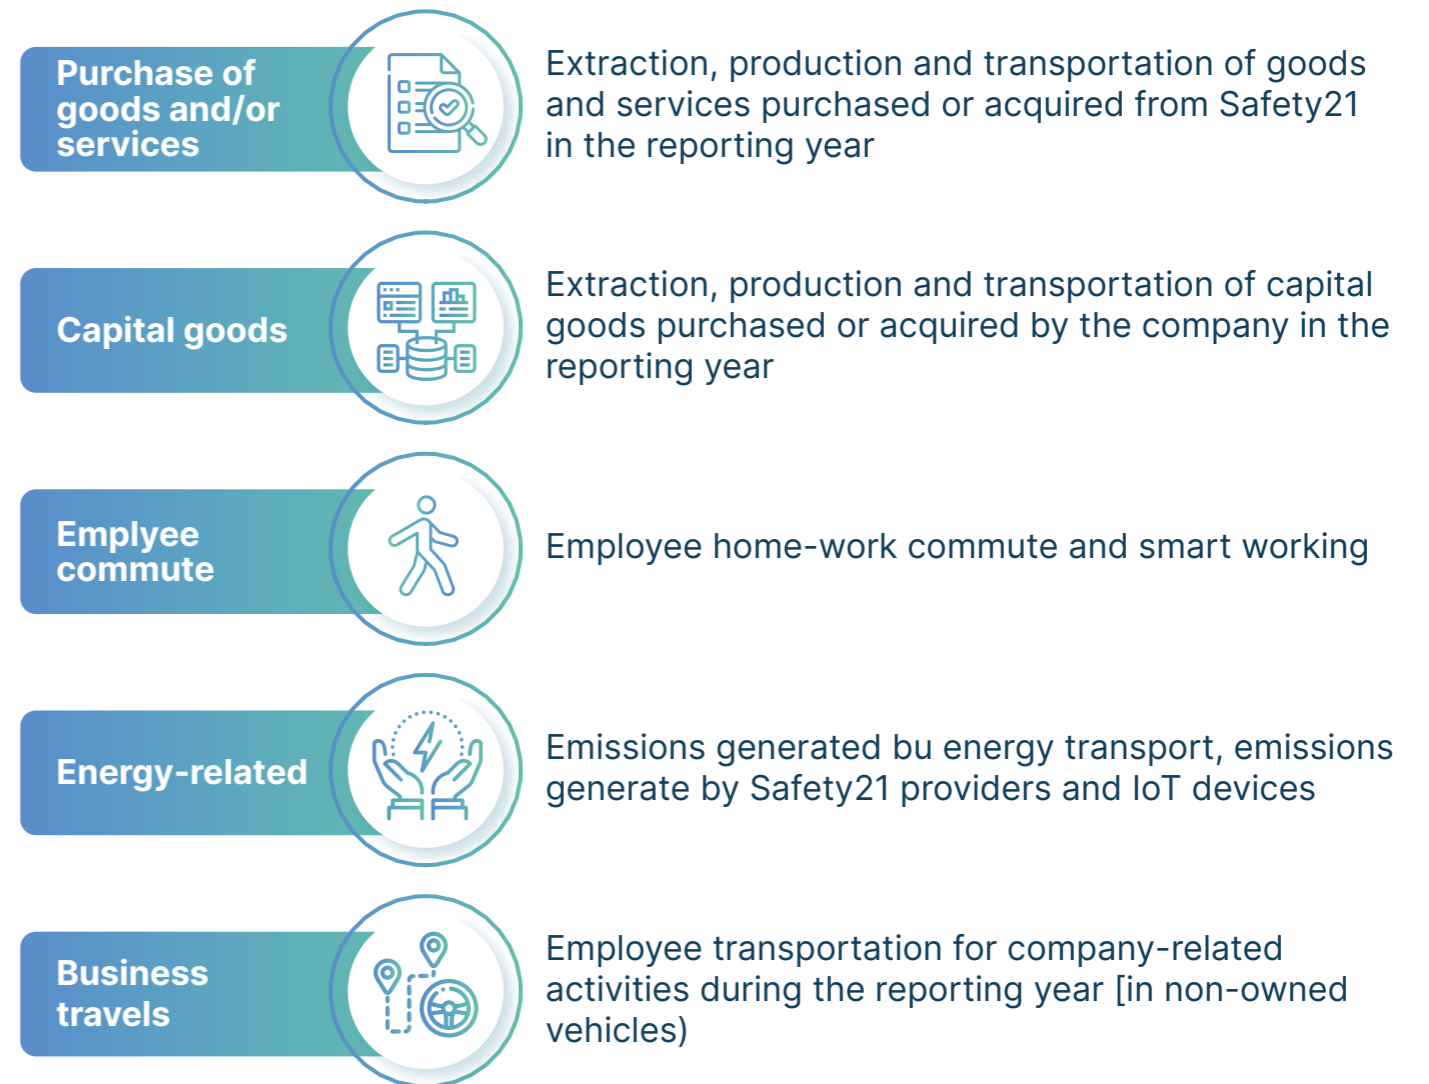 Purchase of
goods and/or
services
Extraction, production and transportation of goods
and services purchased or acquired from Safety21
in the reporting year
Capital goods
Extraction, production and transportation of capital
goods purchased or acquired by the company in the
reporting year
Emplyee
commute
Employee home-work commute and smart working
Energy-related
Emissions generated bu energy transport, emissions
generate by Safety21 providers and IoT devices
Business
travels
Employee transportation for company-related
activities during the reporting year [in non-owned
vehicles)